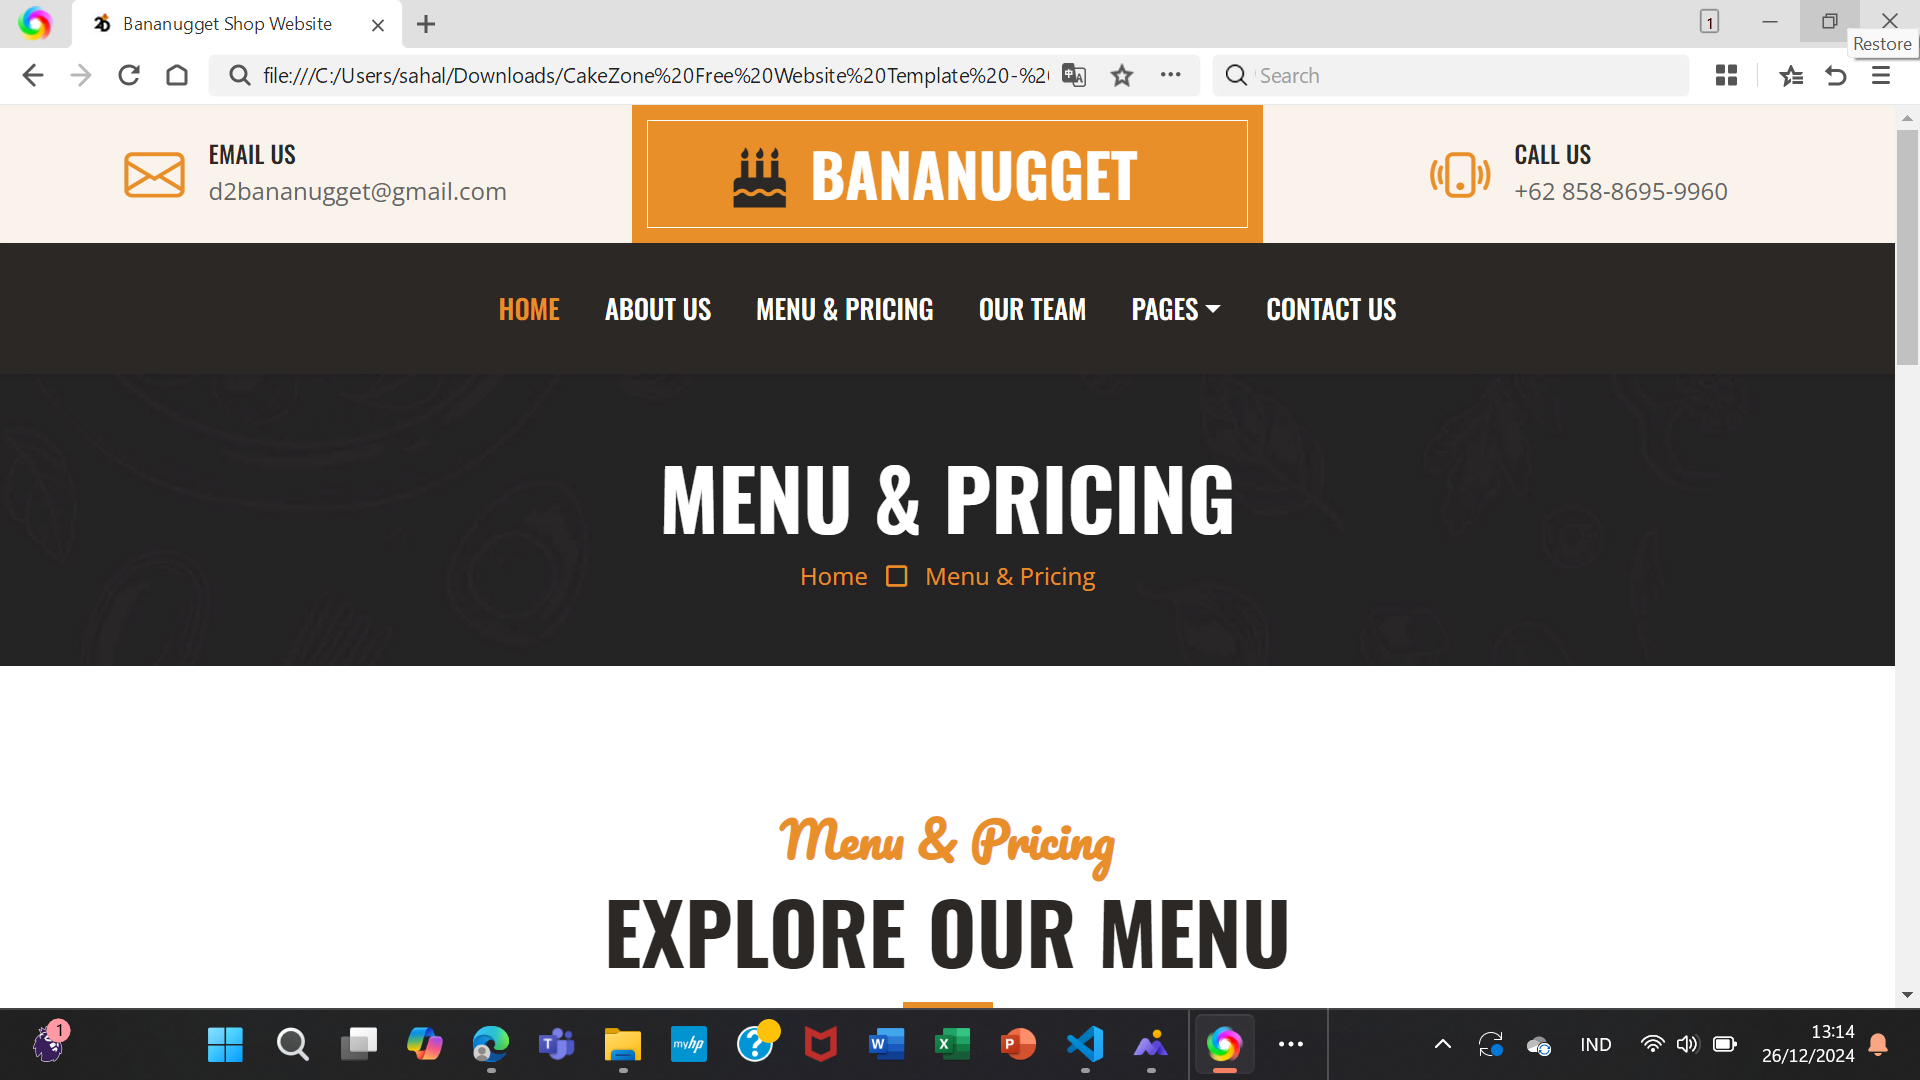 Bananugget Shop Website
1
Restore
file:///C:/Users/sahal/Downloads/CakeZone%20Free%20Website%20Template%20-%20
Search
EMAIL US
d2bananugget@gmail.com
BANANUGGET
CALL US
+62 858-8695-9960
HOME ABOUT US MENU & PRICING OUR TEAM PAGES CONTACT US
MENU & PRICING
Home Menu & Pricing
Menu & Pricing
EXPLORE OUR MENU
1
myhp
IND
13:14
26/12/2024